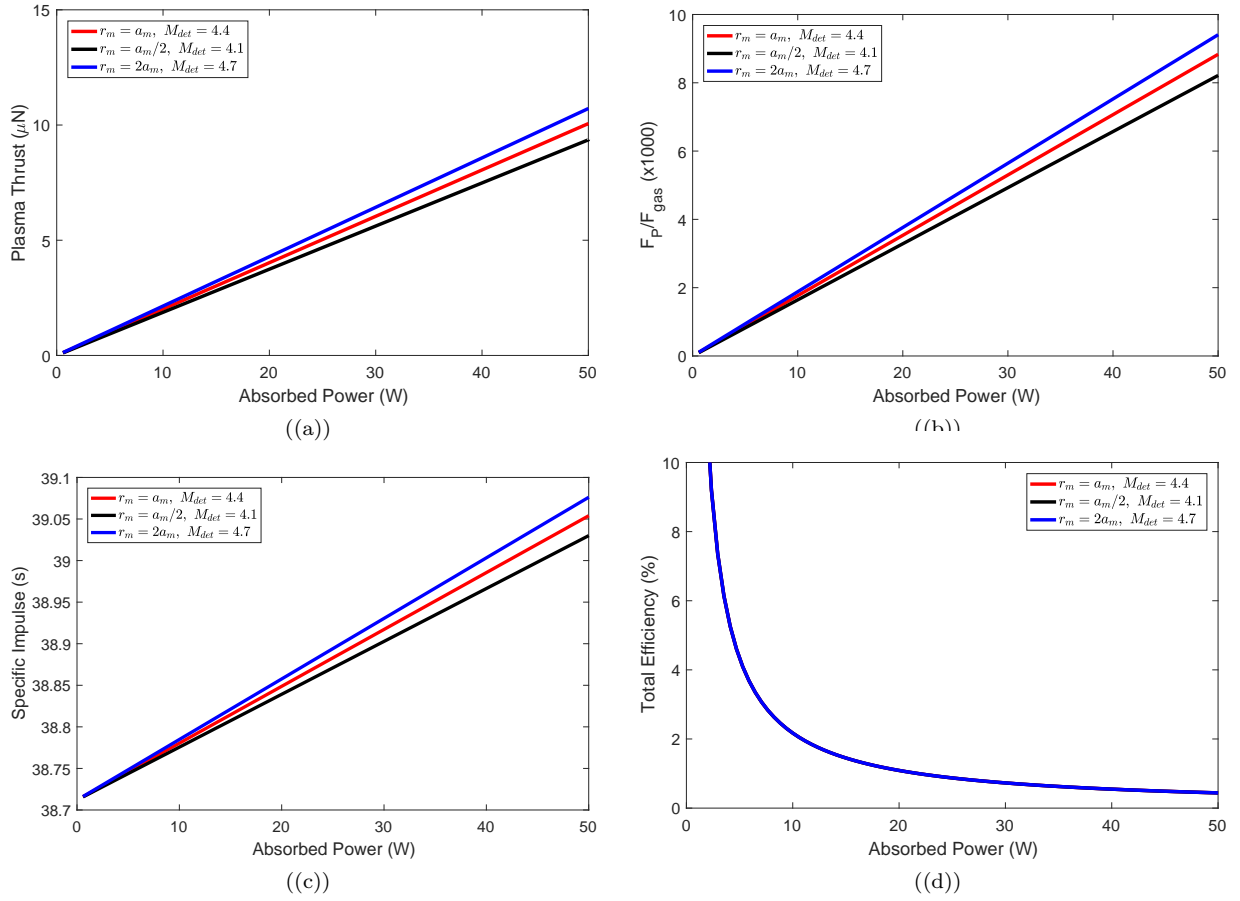 15
10
5
0
Plasma Thrust (μN)
r_m = a_m, M_det = 4.4
r_m = a_m/2, M_det = 4.1
r_m = 2a_m, M_det = 4.7
0 10 20 30 40 50
Absorbed Power (W)
((a))
10
8
6
4
2
0
F_P/F_gas (x1000)
r_m = a_m, M_det = 4.4
r_m = a_m/2, M_det = 4.1
r_m = 2a_m, M_det = 4.7
0 10 20 30 40 50
Absorbed Power (W)
((b))
39.1
39.05
39
38.95
38.9
38.85
38.8
38.75
38.7
Specific Impulse (s)
r_m = a_m, M_det = 4.4
r_m = a_m/2, M_det = 4.1
r_m = 2a_m, M_det = 4.7
0 10 20 30 40 50
Absorbed Power (W)
((c))
10
8
6
4
2
0
Total Efficiency (%)
r_m = a_m, M_det = 4.4
r_m = a_m/2, M_det = 4.1
r_m = 2a_m, M_det = 4.7
0 10 20 30 40 50
Absorbed Power (W)
((d))